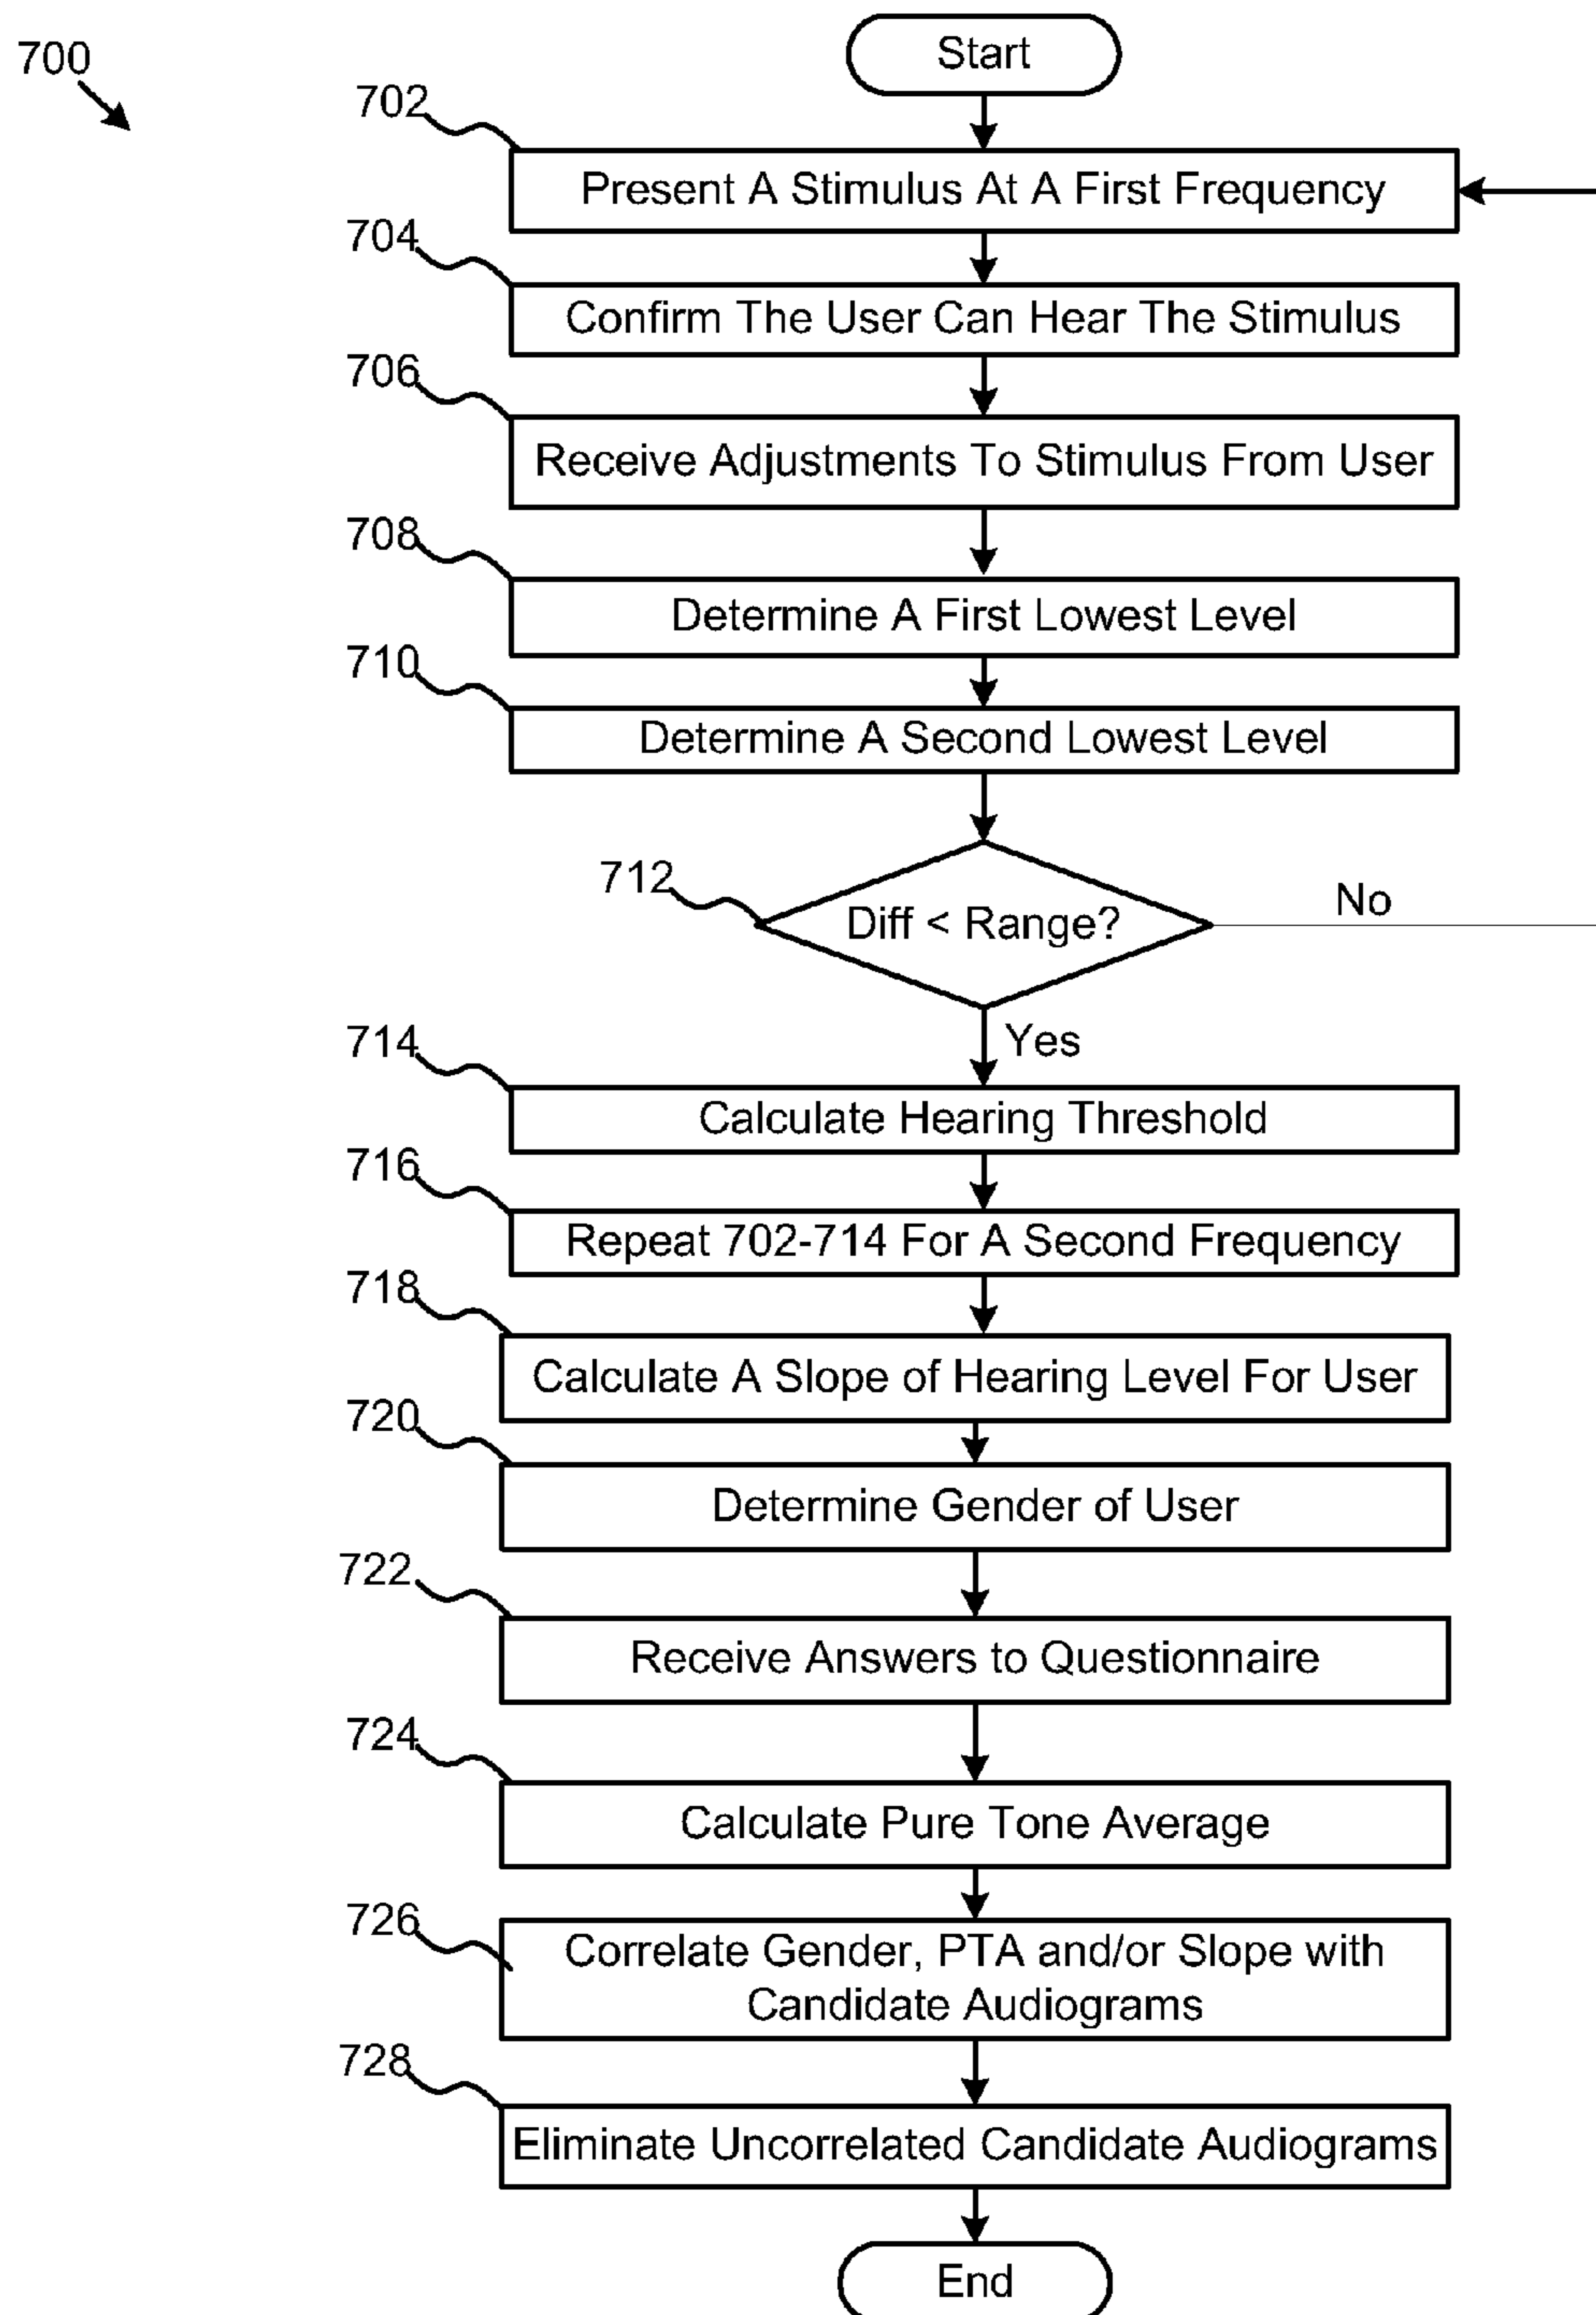 700
Start
702
Present A Stimulus At A First Frequency
704
Confirm The User Can Hear The Stimulus
706
Receive Adjustments To Stimulus From User
708
Determine A First Lowest Level
710
Determine A Second Lowest Level
712
Diff < Range?
No
Yes
714
Calculate Hearing Threshold
716
Repeat 702-714 For A Second Frequency
718
Calculate A Slope of Hearing Level For User
720
Determine Gender of User
722
Receive Answers to Questionnaire
724
Calculate Pure Tone Average
726
Correlate Gender, PTA and/or Slope with
Candidate Audiograms
728
Eliminate Uncorrelated Candidate Audiograms
End